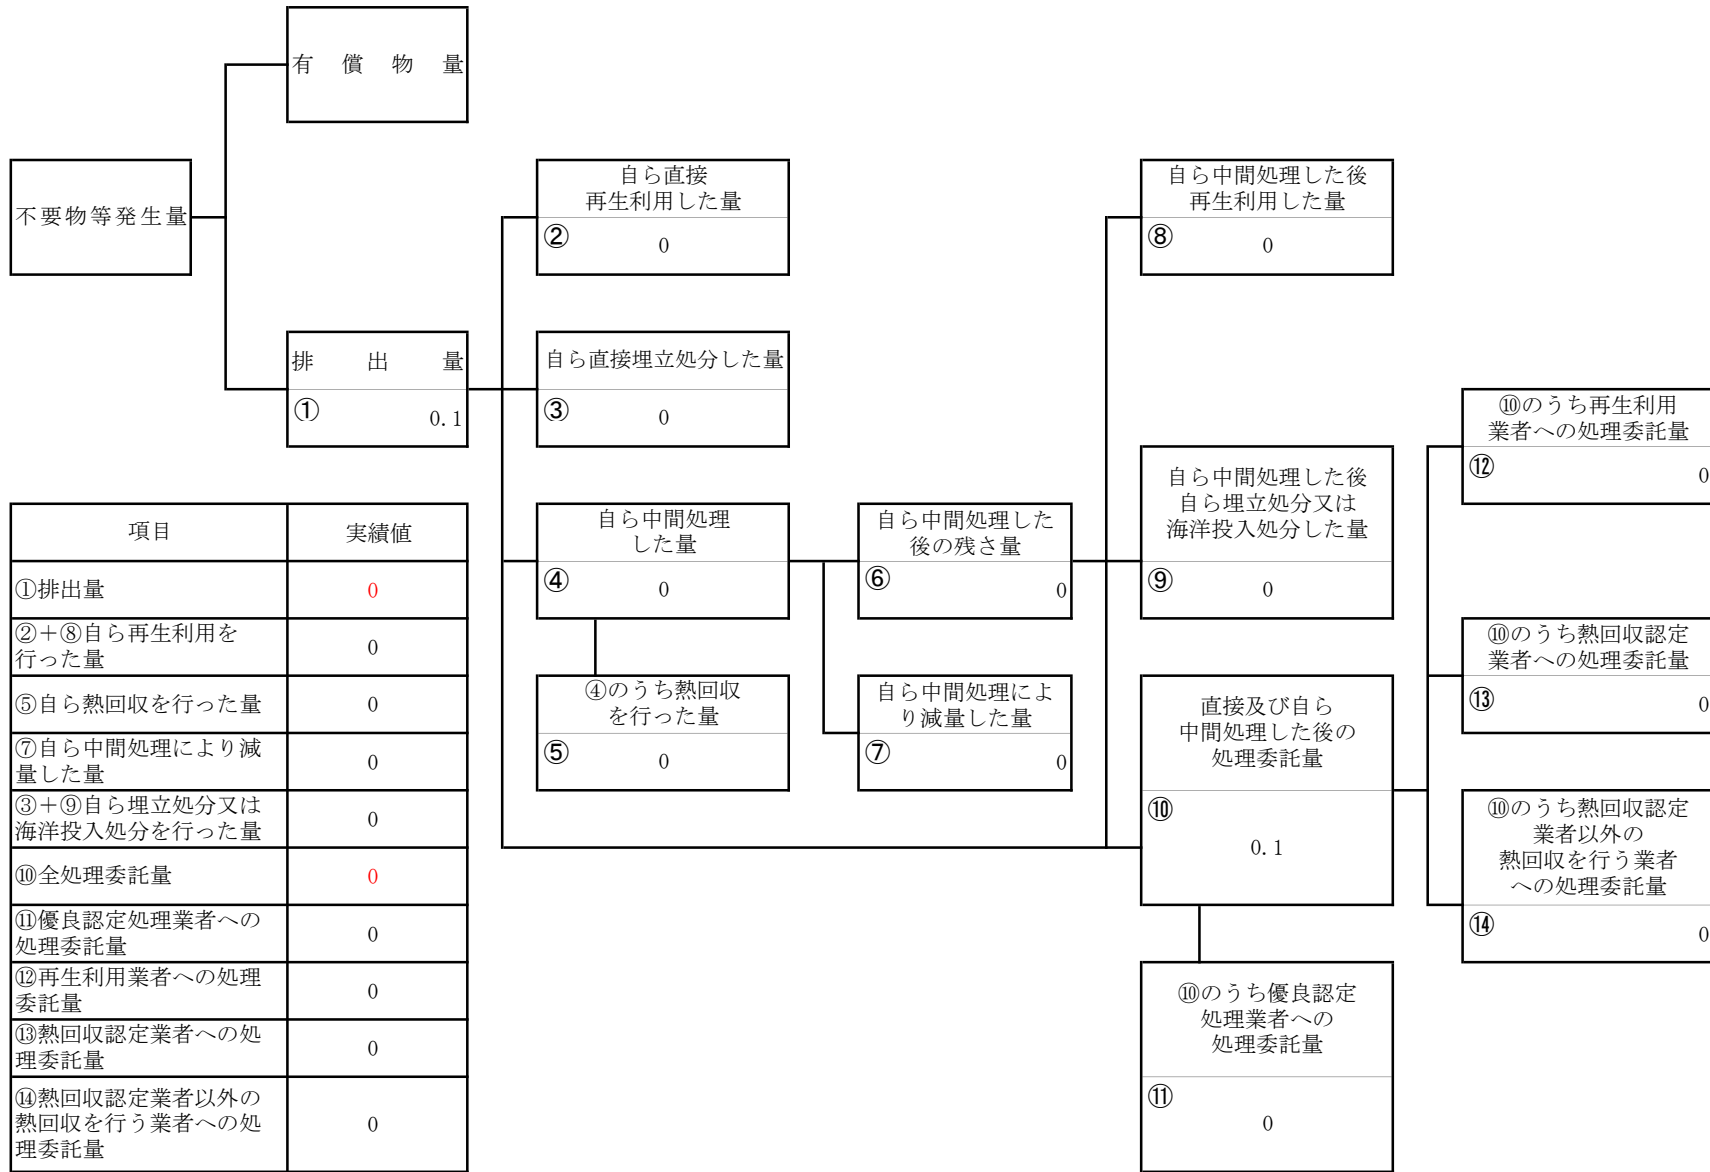 有償物量
不要物等発生量
排出量
①
0.1
自ら直接
再生利用した量
②
0
自ら直接埋立処分した量
③
0
自ら中間処理
した量
④
0
④のうち熱回収
を行った量
⑤
0
自ら中間処理した
後の残さ量
⑥
0
自ら中間処理によ
り減量した量
⑦
0
自ら中間処理した後
再生利用した量
⑧
0
自ら中間処理した後
自ら埋立処分又は
海洋投入処分した量
⑨
0
直接及び自ら
中間処理した後の
処理委託量
⑩
0.1
⑩のうち優良認定
処理業者への
処理委託量
⑪
0
⑩のうち再生利用
業者への処理委託量
⑫
0
⑩のうち熱回収認定
業者への処理委託量
⑬
0
⑩のうち熱回収認定
業者以外の
熱回収を行う業者
への処理委託量
⑭
0
項目 実績値
①排出量 0
②＋⑧自ら再生利用を
行った量 0
⑤自ら熱回収を行った量 0
⑦自ら中間処理により減
量した量 0
③＋⑨自ら埋立処分又は
海洋投入処分を行った量 0
⑩全処理委託量 0
⑪優良認定処理業者への
処理委託量 0
⑫再生利用業者への処理
委託量 0
⑬熱回収認定業者への処
理委託量 0
⑭熱回収認定業者以外の
熱回収を行う業者への処
理委託量 0